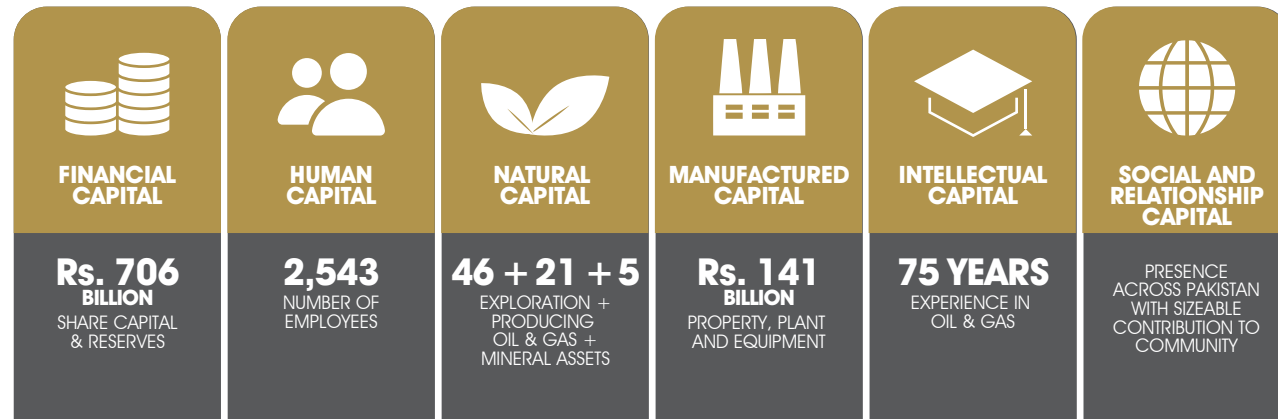 FINANCIAL
CAPITAL
Rs. 706
BILLION
SHARE CAPITAL
& RESERVES
HUMAN
CAPITAL
2,543
NUMBER OF
EMPLOYEES
NATURAL
CAPITAL
46 + 21 + 5
EXPLORATION +
PRODUCING
OIL & GAS +
MINERAL ASSETS
MANUFACTURED
CAPITAL
Rs. 141
BILLION
PROPERTY, PLANT
AND EQUIPMENT
INTELLECTUAL
CAPITAL
75 YEARS
EXPERIENCE IN
OIL & GAS
SOCIAL AND
RELATIONSHIP
CAPITAL
PRESENCE
ACROSS PAKISTAN
WITH SIZEABLE
CONTRIBUTION TO
COMMUNITY